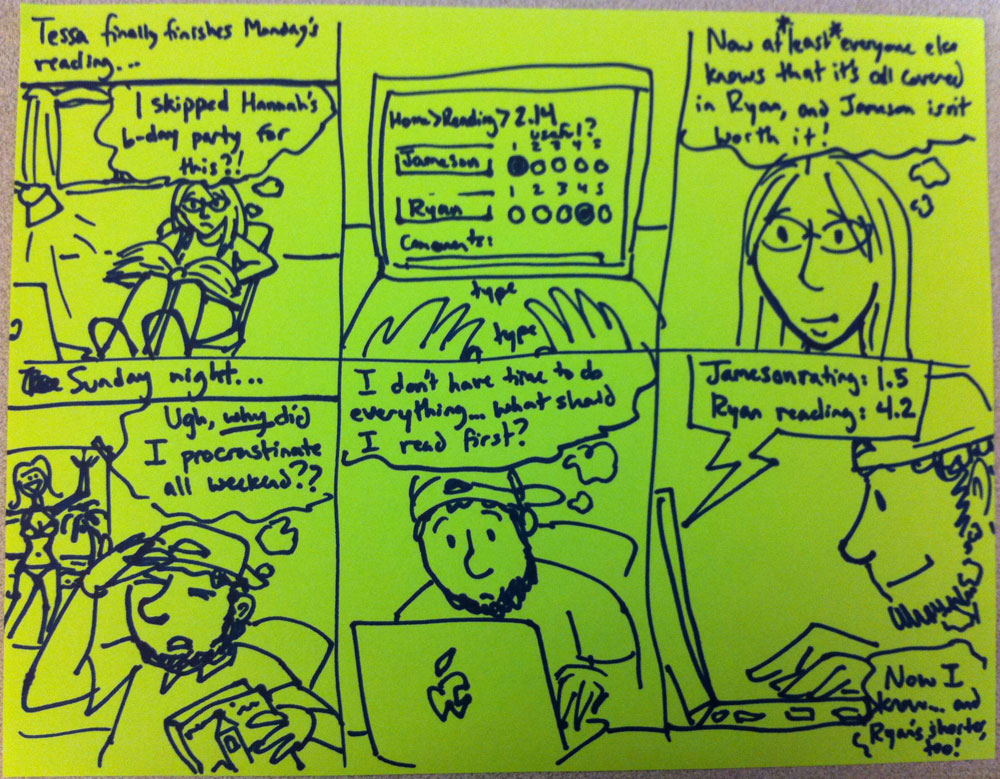 Tessa finally finishes Monday's
reading...
I skipped Hannah's
b-day party for
this?!
Home>Reading> 2.14
useful?
1 2 3 4 5
Jameson
1 2 3 4 5
Ryan
Comments:
type
type
Now at *least* everyone else
knows that it's all covered
in Ryan, and Jameson isn't
worth it!
Sunday night...
Ugh, why did
I procrastinate
all weekend??
I don't have time to do
everything... what should
I read first?
Jameson rating: 1.5
Ryan reading: 4.2
Now I
know... and
Ryan's shorter,
too!